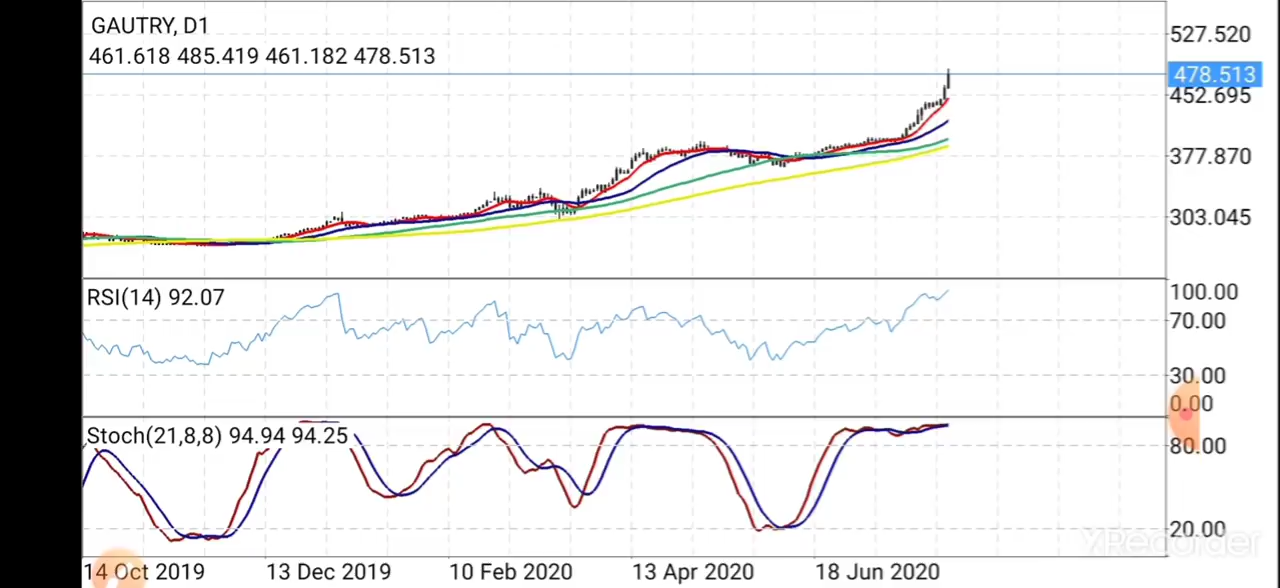 GAUTRY, D1
461.618 485.419 461.182 478.513
527.520
478.513
452.695
377.870
303.045
RSI(14) 92.07
100.00
70.00
30.00
0.00
Stoch(21,8,8) 94.94 94.25
80.00
20.00
XRecorder
14 Oct 2019
13 Dec 2019
10 Feb 2020
13 Apr 2020
18 Jun 2020